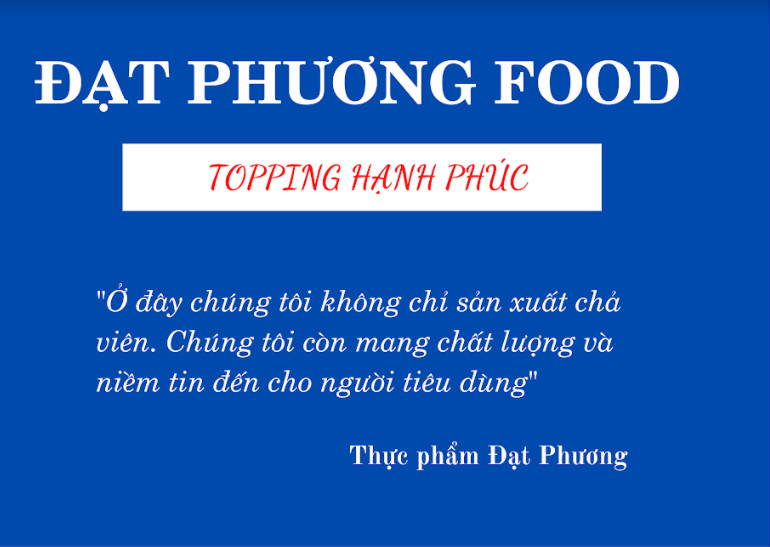 ĐẠT PHƯƠNG FOOD
TOPPING HẠNH PHÚC
"Ở đây chúng tôi không chỉ sản xuất chả
viên. Chúng tôi còn mang chất lượng và
niềm tin đến cho người tiêu dùng"
Thực phẩm Đạt Phương